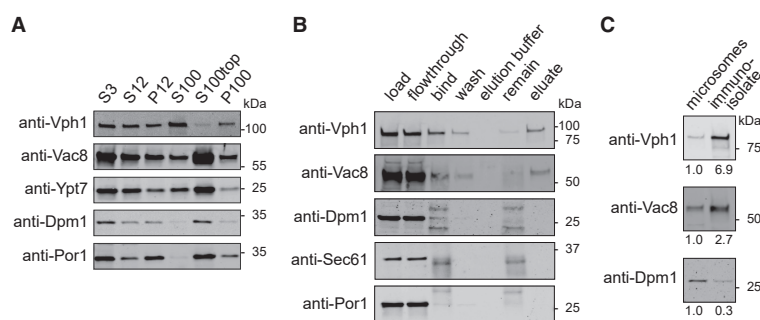 A
S3 S12 P12 S100 S100top P100
kDa
anti-Vph1 100
anti-Vac8 55
anti-Ypt7 25
anti-Dpm1 35
anti-Por1 35
B
load flowthrough bind wash elution buffer remain eluate
kDa
anti-Vph1 100
75
anti-Vac8 50
anti-Dpm1 25
anti-Sec61 37
anti-Por1 25
C
microsomes immuno-
isolate
kDa
anti-Vph1 75
1.0 6.9
anti-Vac8 50
1.0 2.7
anti-Dpm1 25
1.0 0.3